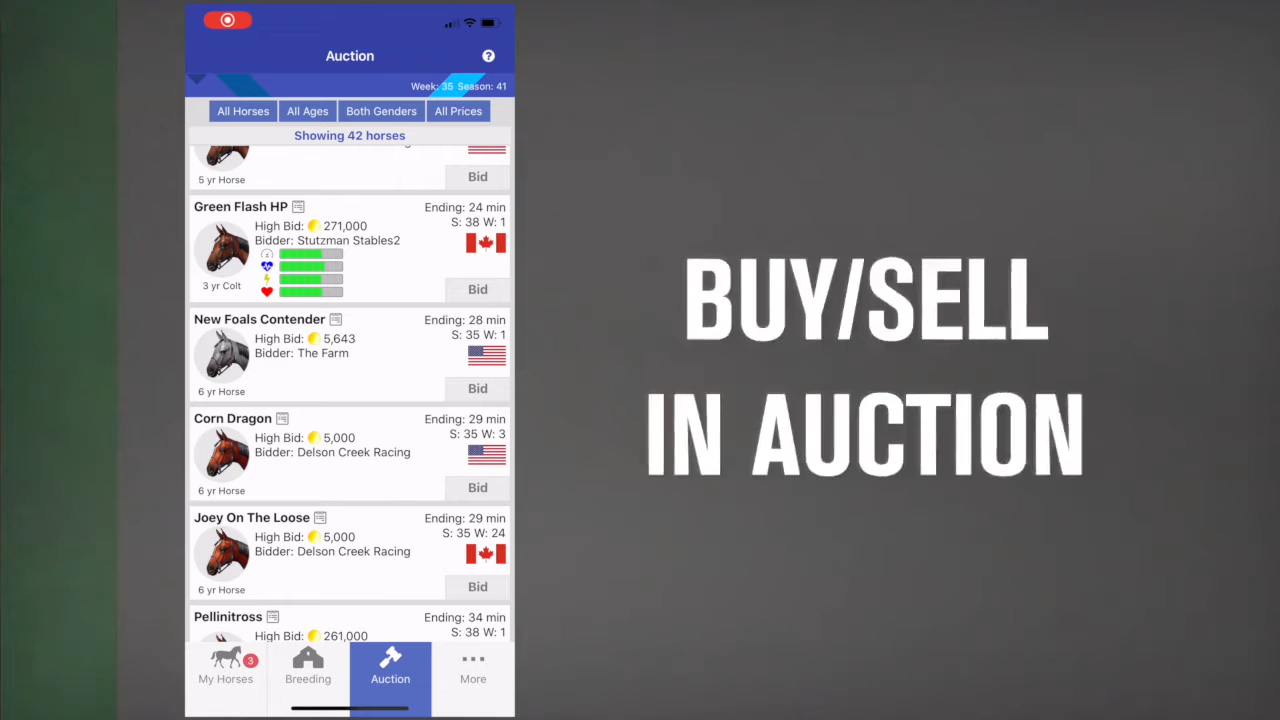 Auction
?
Week: 35 Season: 41
All Horses All Ages Both Genders All Prices
Showing 42 horses
5 yr Horse
Bid
Green Flash HP
Ending: 24 min
High Bid: 271,000
S: 38 W: 1
Bidder: Stutzman Stables2
3 yr Colt
Bid
New Foals Contender
Ending: 28 min
High Bid: 5,643
S: 35 W: 1
Bidder: The Farm
6 yr Horse
Bid
Corn Dragon
Ending: 29 min
High Bid: 5,000
S: 35 W: 3
Bidder: Delson Creek Racing
6 yr Horse
Bid
Joey On The Loose
Ending: 29 min
High Bid: 5,000
S: 35 W: 24
Bidder: Delson Creek Racing
6 yr Horse
Bid
Pellinitross
Ending: 34 min
High Bid: 261,000
S: 38 W: 1
3
My Horses Breeding Auction More
BUY/SELL
IN AUCTION